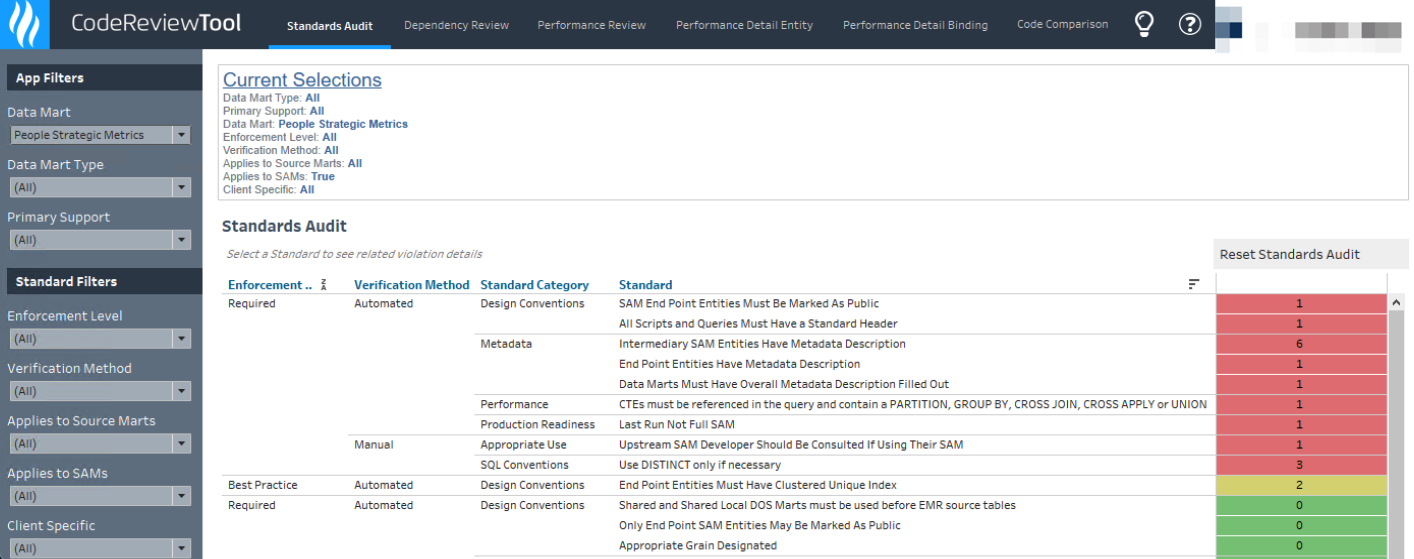 CodeReviewTool
Standards Audit
Dependency Review
Performance Review
Performance Detail Entity
Performance Detail Binding
Code Comparison
?
App Filters
Data Mart
People Strategic Metrics
Data Mart Type
(All)
Primary Support
(All)
Standard Filters
Enforcement Level
(All)
Verification Method
(All)
Applies to Source Marts
(All)
Applies to SAMs
(All)
Client Specific
(All)
Current Selections
Data Mart Type: All
Primary Support: All
Data Mart: People Strategic Metrics
Enforcement Level: All
Verification Method: All
Applies to Source Marts: All
Applies to SAMs: True
Client Specific: All
Standards Audit
Select a Standard to see related violation details
Reset Standards Audit
Enforcement .. Verification Method Standard Category Standard
Required Automated Design Conventions SAM End Point Entities Must Be Marked As Public 1
All Scripts and Queries Must Have a Standard Header 1
Metadata Intermediary SAM Entities Have Metadata Description 6
End Point Entities Have Metadata Description 1
Data Marts Must Have Overall Metadata Description Filled Out 1
Performance CTEs must be referenced in the query and contain a PARTITION, GROUP BY, CROSS JOIN, CROSS APPLY or UNION 1
Production Readiness Last Run Not Full SAM 1
Manual Appropriate Use Upstream SAM Developer Should Be Consulted If Using Their SAM 1
SQL Conventions Use DISTINCT only if necessary 3
Best Practice Automated Design Conventions End Point Entities Must Have Clustered Unique Index 2
Required Automated Design Conventions Shared and Shared Local DOS Marts must be used before EMR source tables 0
Only End Point SAM Entities May Be Marked As Public 0
Appropriate Grain Designated 0